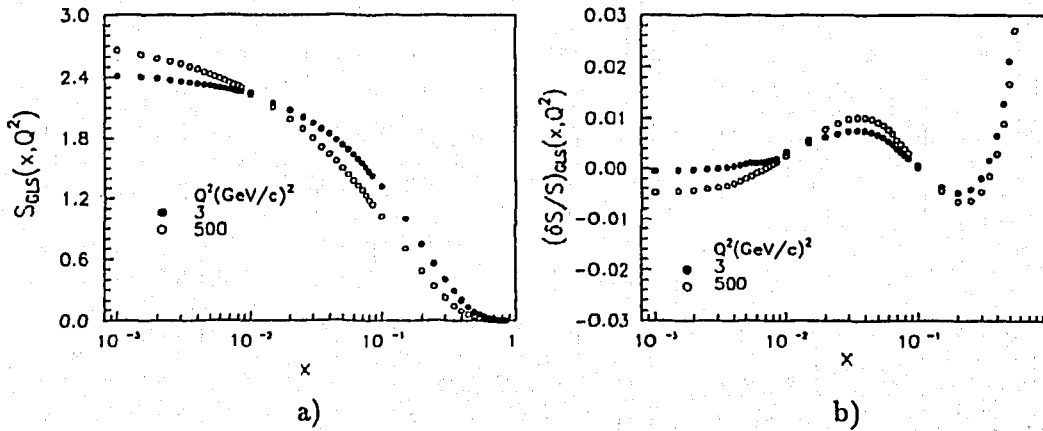 3.0
2.4
1.8
1.2
0.6
0.0
S_GLS(x,Q²)
Q²(GeV/c)²
● 3
○ 500
10⁻³ 10⁻² 10⁻¹ 1
x
a)
0.03
0.02
0.01
0.00
-0.01
-0.02
-0.03
(δS/S)_GLS(x,Q²)
Q²(GeV/c)²
● 3
○ 500
10⁻³ 10⁻² 10⁻¹ 1
x
b)